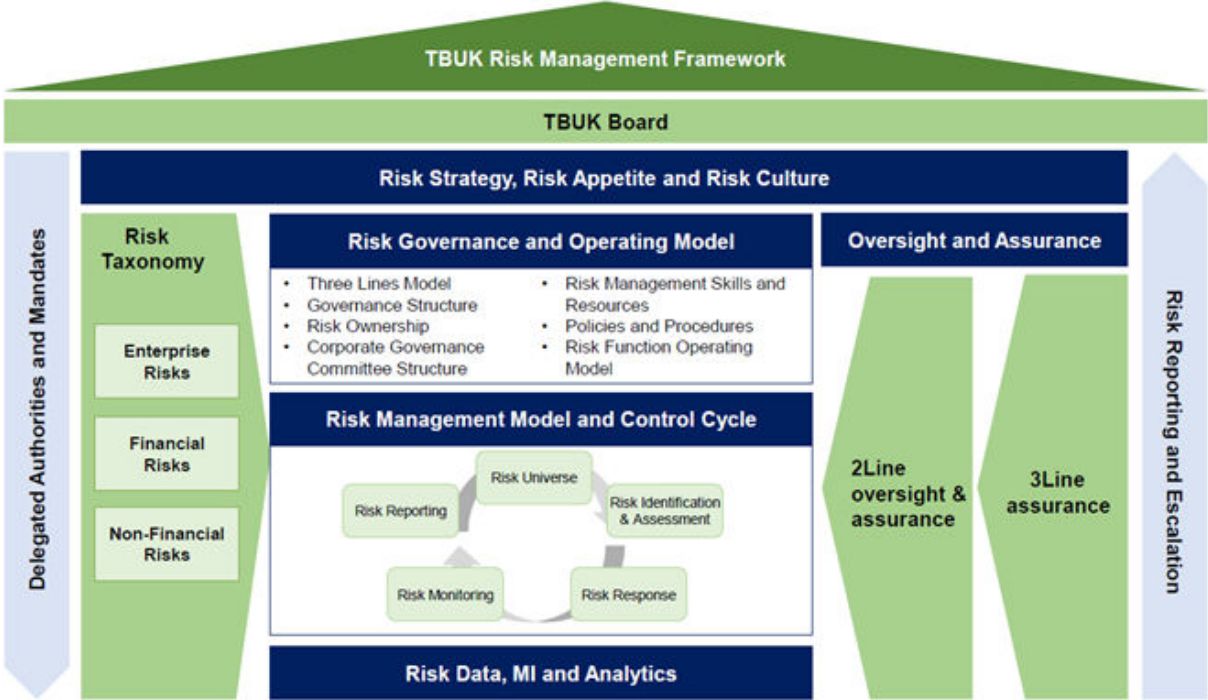 TBUK Risk Management Framework
TBUK Board
Delegated Authorities and Mandates
Risk Strategy, Risk Appetite and Risk Culture
Risk
Taxonomy
Enterprise
Risks
Financial
Risks
Non-Financial
Risks
Risk Governance and Operating Model
• Three Lines Model
• Governance Structure
• Risk Ownership
• Corporate Governance
Committee Structure
• Risk Management Skills and
Resources
• Policies and Procedures
• Risk Function Operating
Model
Risk Management Model and Control Cycle
Risk Universe
Risk Identification
& Assessment
Risk Response
Risk Monitoring
Risk Reporting
Risk Data, MI and Analytics
Oversight and Assurance
2Line
oversight &
assurance
3Line
assurance
Risk Reporting and Escalation